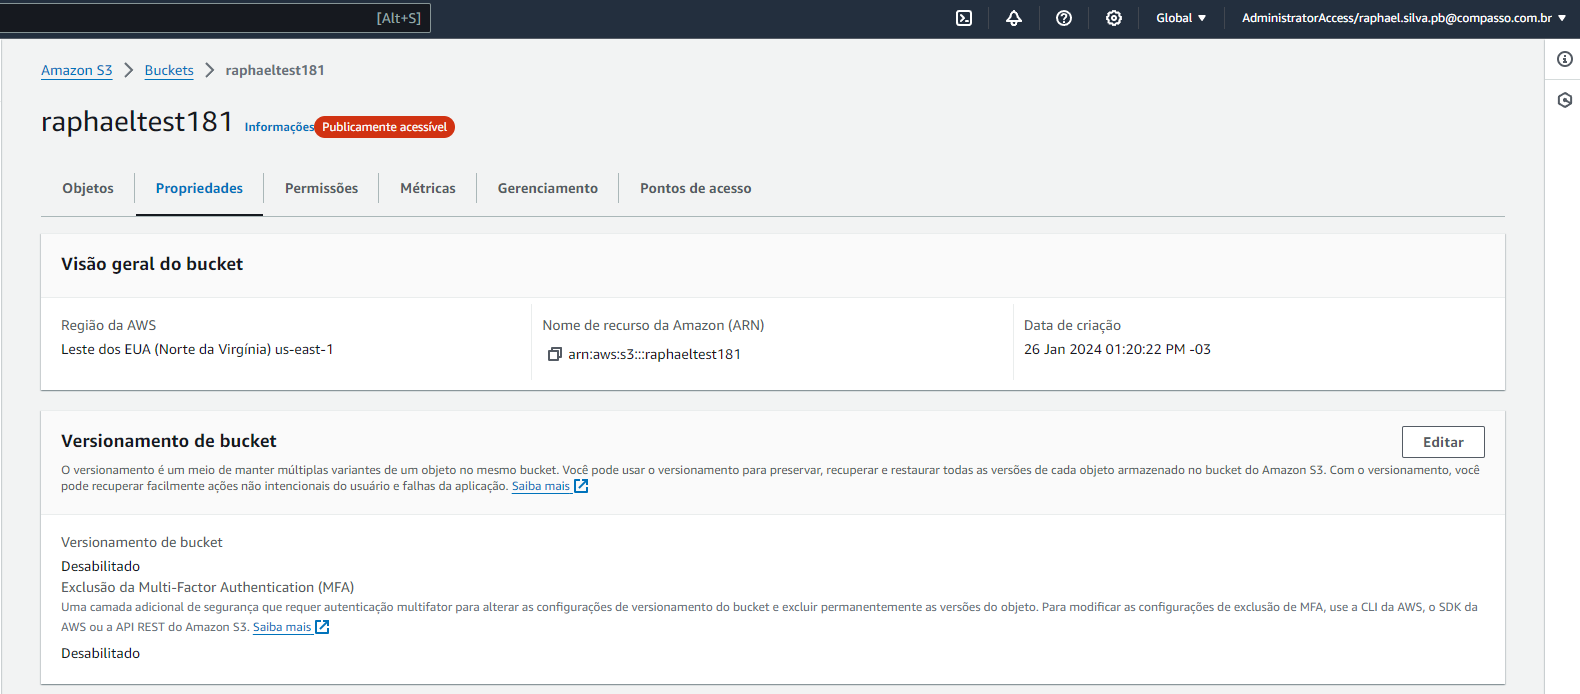 [Alt+S]
Global
AdministratorAccess/raphael.silva.pb@compasso.com.br
Amazon S3 > Buckets > raphaeltest181
raphaeltest181 Informações Publicamente acessível
Objetos
Propriedades
Permissões
Métricas
Gerenciamento
Pontos de acesso
Visão geral do bucket
Região da AWS
Leste dos EUA (Norte da Virgínia) us-east-1
Nome de recurso da Amazon (ARN)
arn:aws:s3:::raphaeltest181
Data de criação
26 Jan 2024 01:20:22 PM -03
Versionamento de bucket
Editar
O versionamento é um meio de manter múltiplas variantes de um objeto no mesmo bucket. Você pode usar o versionamento para preservar, recuperar e restaurar todas as versões de cada objeto armazenado no bucket do Amazon S3. Com o versionamento, você
pode recuperar facilmente ações não intencionais do usuário e falhas da aplicação. Saiba mais
Versionamento de bucket
Desabilitado
Exclusão da Multi-Factor Authentication (MFA)
Uma camada adicional de segurança que requer autenticação multifator para alterar as configurações de versionamento do bucket e excluir permanentemente as versões do objeto. Para modificar as configurações de exclusão de MFA, use a CLI da AWS, o SDK da
AWS ou a API REST do Amazon S3. Saiba mais
Desabilitado